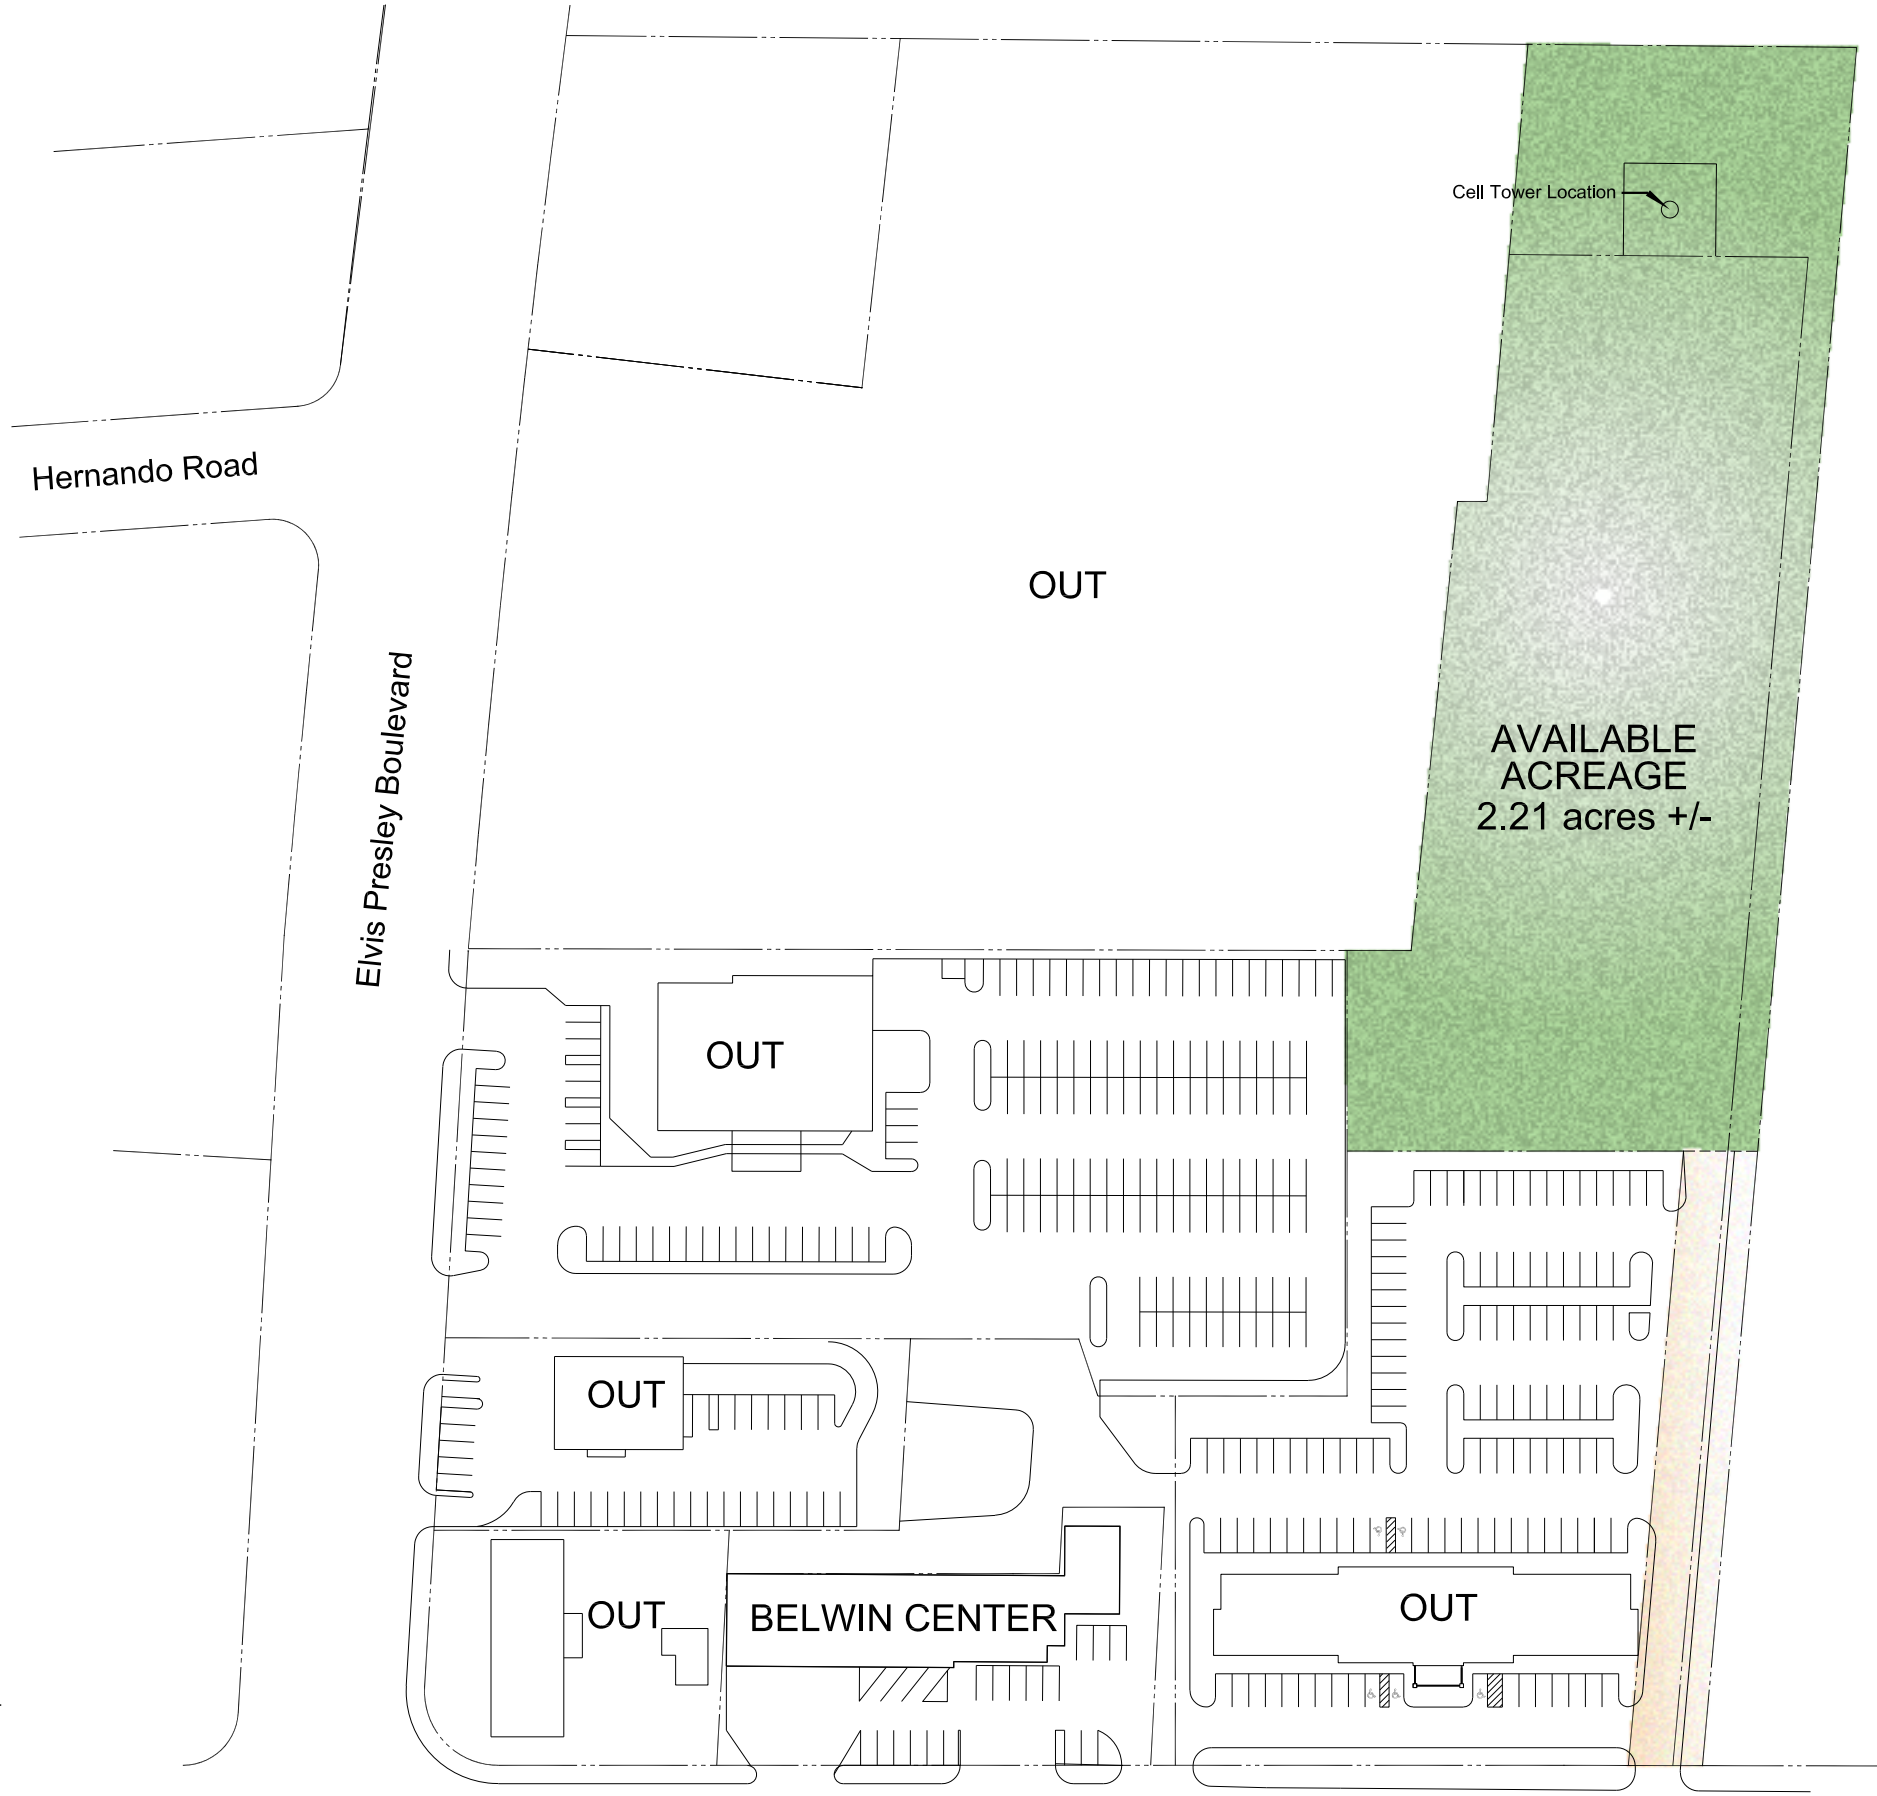 Cell Tower Location
Hernando Road
OUT
Elvis Presley Boulevard
AVAILABLE
ACREAGE
2.21 acres +/-
OUT
OUT
OUT
BELWIN CENTER
OUT